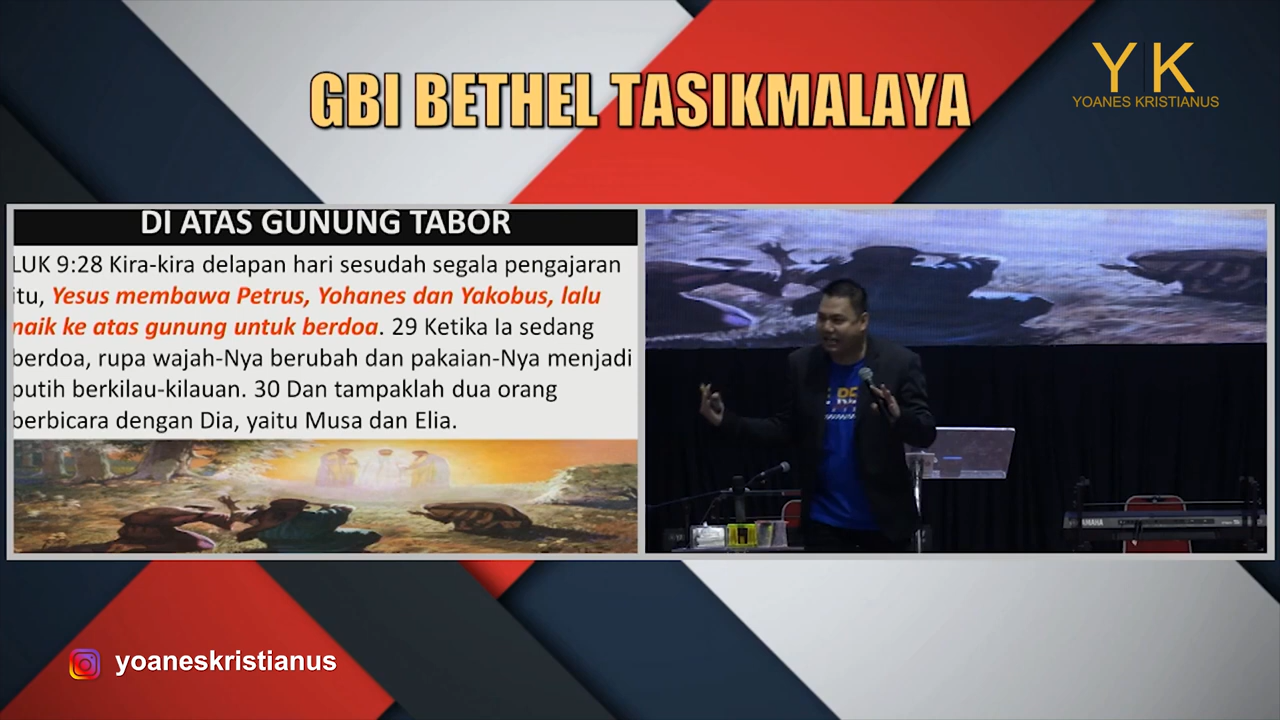 GBI BETHEL TASIKMALAYA
Y K
YOANES KRISTIANUS
DI ATAS GUNUNG TABOR
LUK 9:28 Kira-kira delapan hari sesudah segala pengajaran
itu, Yesus membawa Petrus, Yohanes dan Yakobus, lalu
naik ke atas gunung untuk berdoa. 29 Ketika Ia sedang
berdoa, rupa wajah-Nya berubah dan pakaian-Nya menjadi
putih berkilau-kilauan. 30 Dan tampaklah dua orang
berbicara dengan Dia, yaitu Musa dan Elia.
YAMAHA
yoaneskristianus